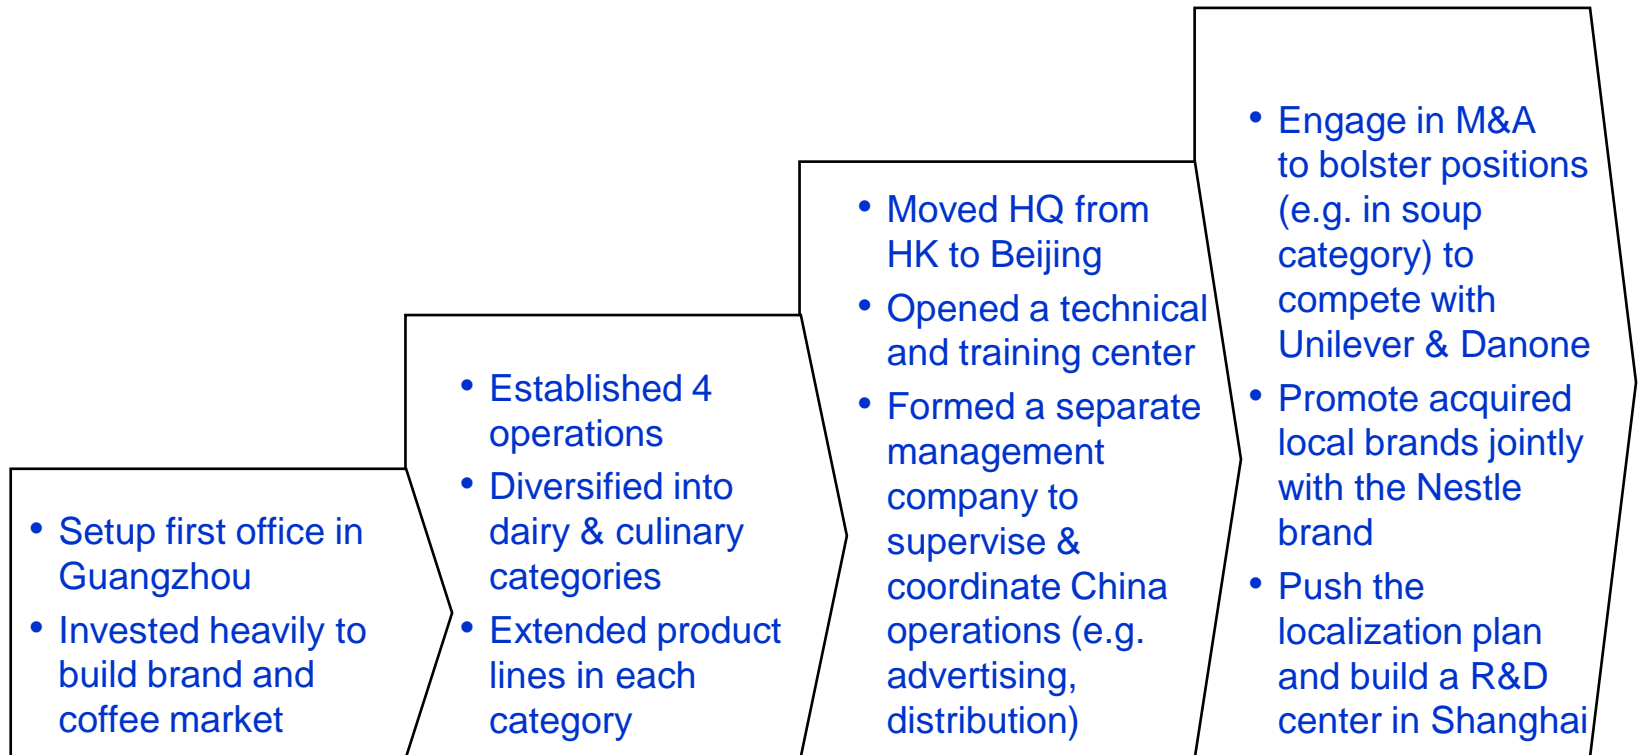 • Setup first office in
Guangzhou
• Invested heavily to
build brand and
coffee market
• Established 4
operations
• Diversified into
dairy & culinary
categories
• Extended product
lines in each
category
• Moved HQ from
HK to Beijing
• Opened a technical
and training center
• Formed a separate
management
company to
supervise &
coordinate China
operations (e.g.
advertising,
distribution)
• Engage in M&A
to bolster positions
(e.g. in soup
category) to
compete with
Unilever & Danone
• Promote acquired
local brands jointly
with the Nestle
brand
• Push the
localization plan
and build a R&D
center in Shanghai